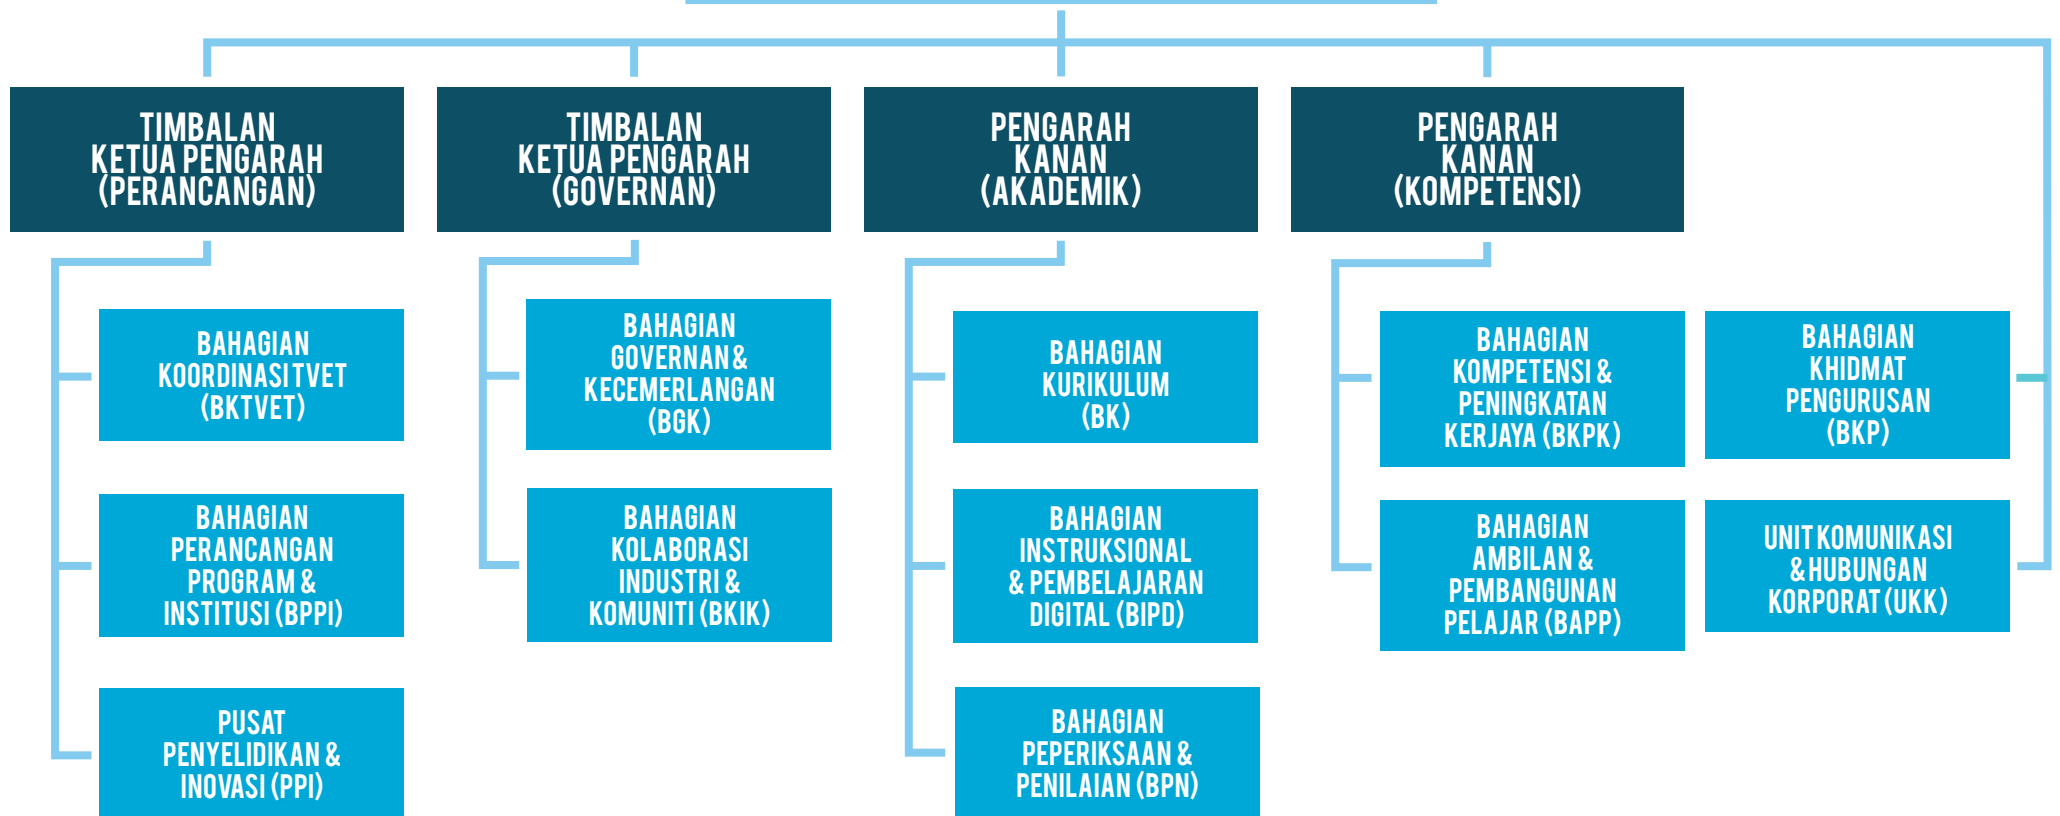 TIMBALAN
KETUA PENGARAH
(PERANCANGAN)
TIMBALAN
KETUA PENGARAH
(GOVERNAN)
PENGARAH
KANAN
(AKADEMIK)
PENGARAH
KANAN
(KOMPETENSI)
BAHAGIAN
KOORDINASI TVET
(BKTVET)
BAHAGIAN
PERANCANGAN
PROGRAM &
INSTITUSI (BPPI)
PUSAT
PENYELIDIKAN &
INOVASI (PPI)
BAHAGIAN
GOVERNAN &
KECEMERLANGAN
(BGK)
BAHAGIAN
KOLABORASI
INDUSTRI &
KOMUNITI (BKIK)
BAHAGIAN
KURIKULUM
(BK)
BAHAGIAN
INSTRUKSIONAL
& PEMBELAJARAN
DIGITAL (BIPD)
BAHAGIAN
PEPERIKSAAN &
PENILAIAN (BPN)
BAHAGIAN
KOMPETENSI &
PENINGKATAN
KERJAYA (BKPK)
BAHAGIAN
AMBILAN &
PEMBANGUNAN
PELAJAR (BAPP)
BAHAGIAN
KHIDMAT
PENGURUSAN
(BKP)
UNIT KOMUNIKASI
& HUBUNGAN
KORPORAT (UKK)